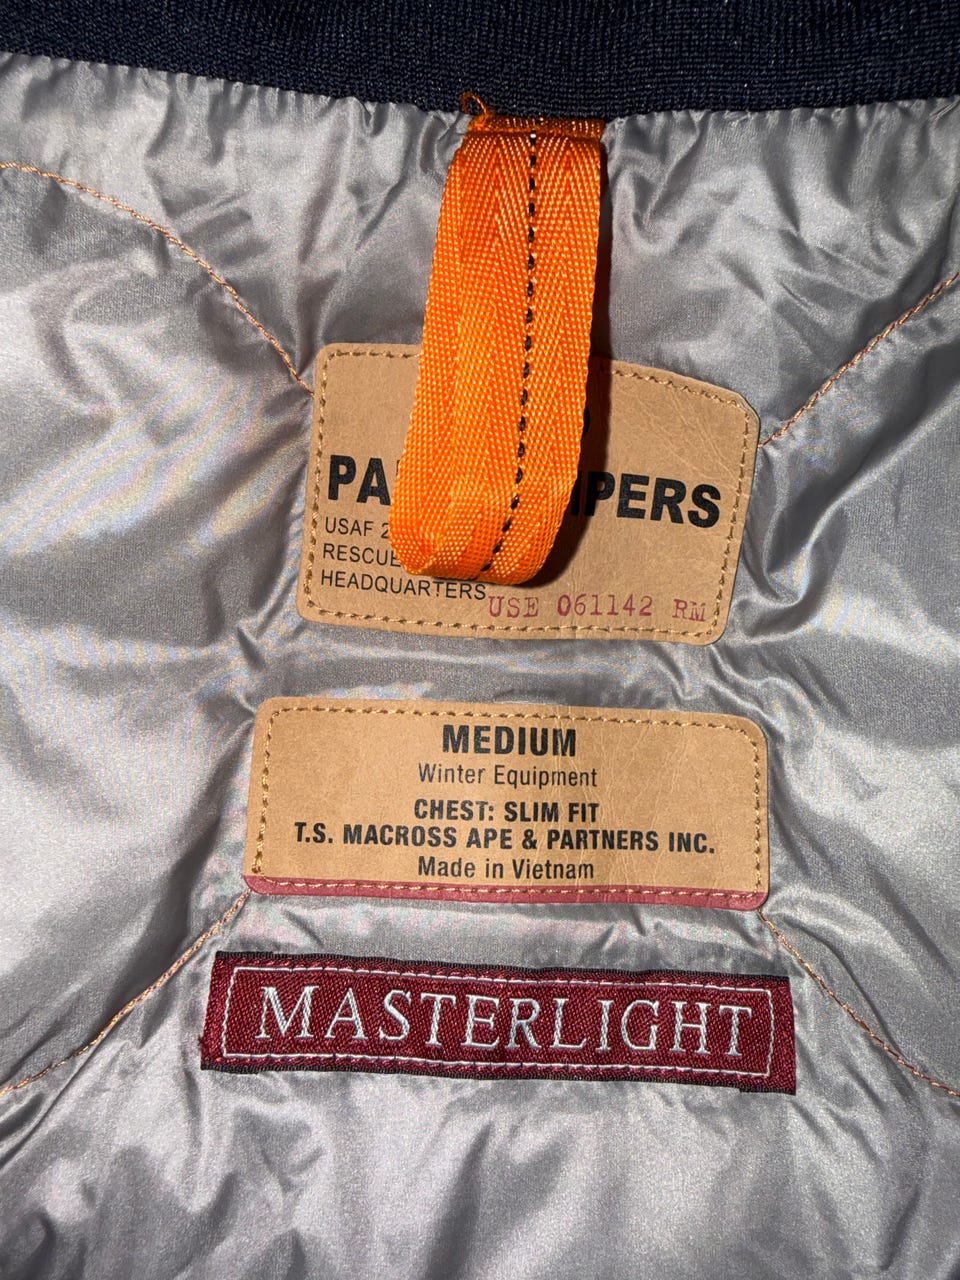 PA PERS
USAF 2
RESCUE
HEADQUARTERS
USE 061142 RM
MEDIUM
Winter Equipment
CHEST: SLIM FIT
T.S. MACROSS APE & PARTNERS INC.
Made in Vietnam
MASTERLIGHT